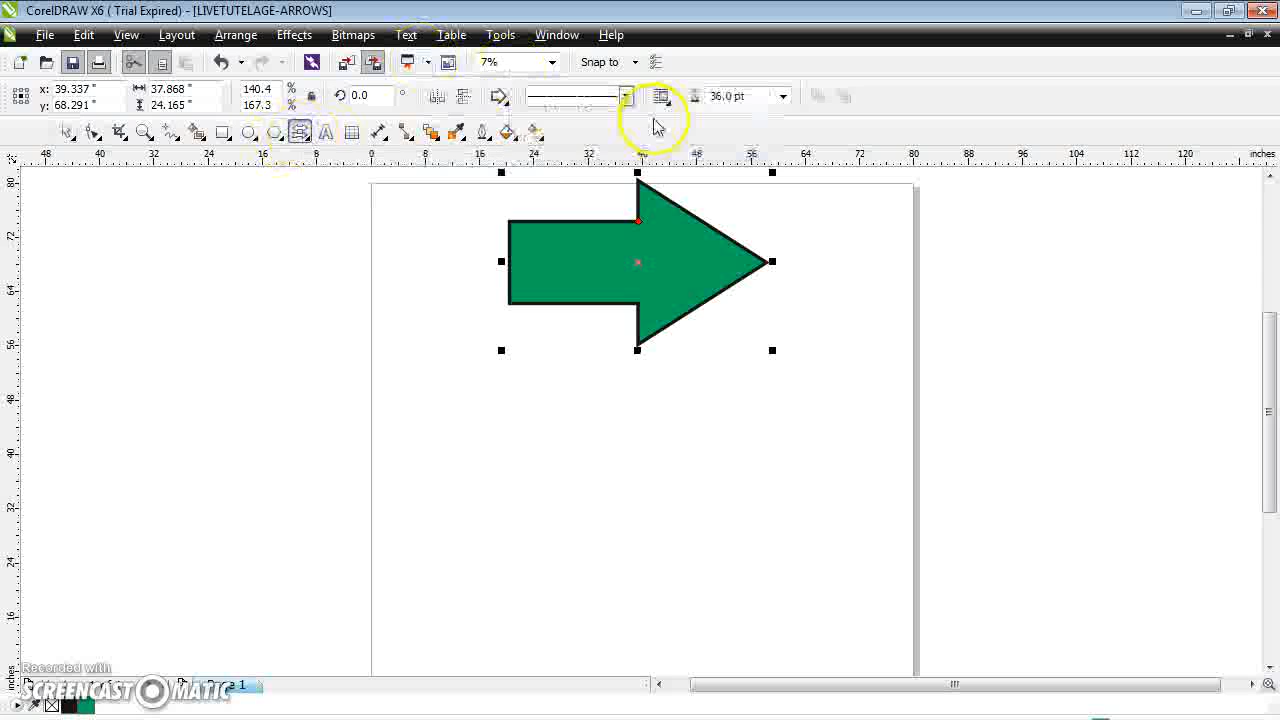 CorelDRAW X6 ( Trial Expired) - [LIVETUTELAGE-ARROWS]
File Edit View Layout Arrange Effects Bitmaps Text Table Tools Window Help
7% Snap to
x: 39.337 " 37.868 " 140.4 % 0.0 ° 36.0 pt
y: 68.291 " 24.165 " 167.3 %
48 40 32 24 16 8 0 8 16 24 32 40 48 56 64 72 80 88 96 104 112 120 inches
80
72
64
56
48
40
32
24
16
inches
Recorded with
Page 1
SCREENCAST MATIC